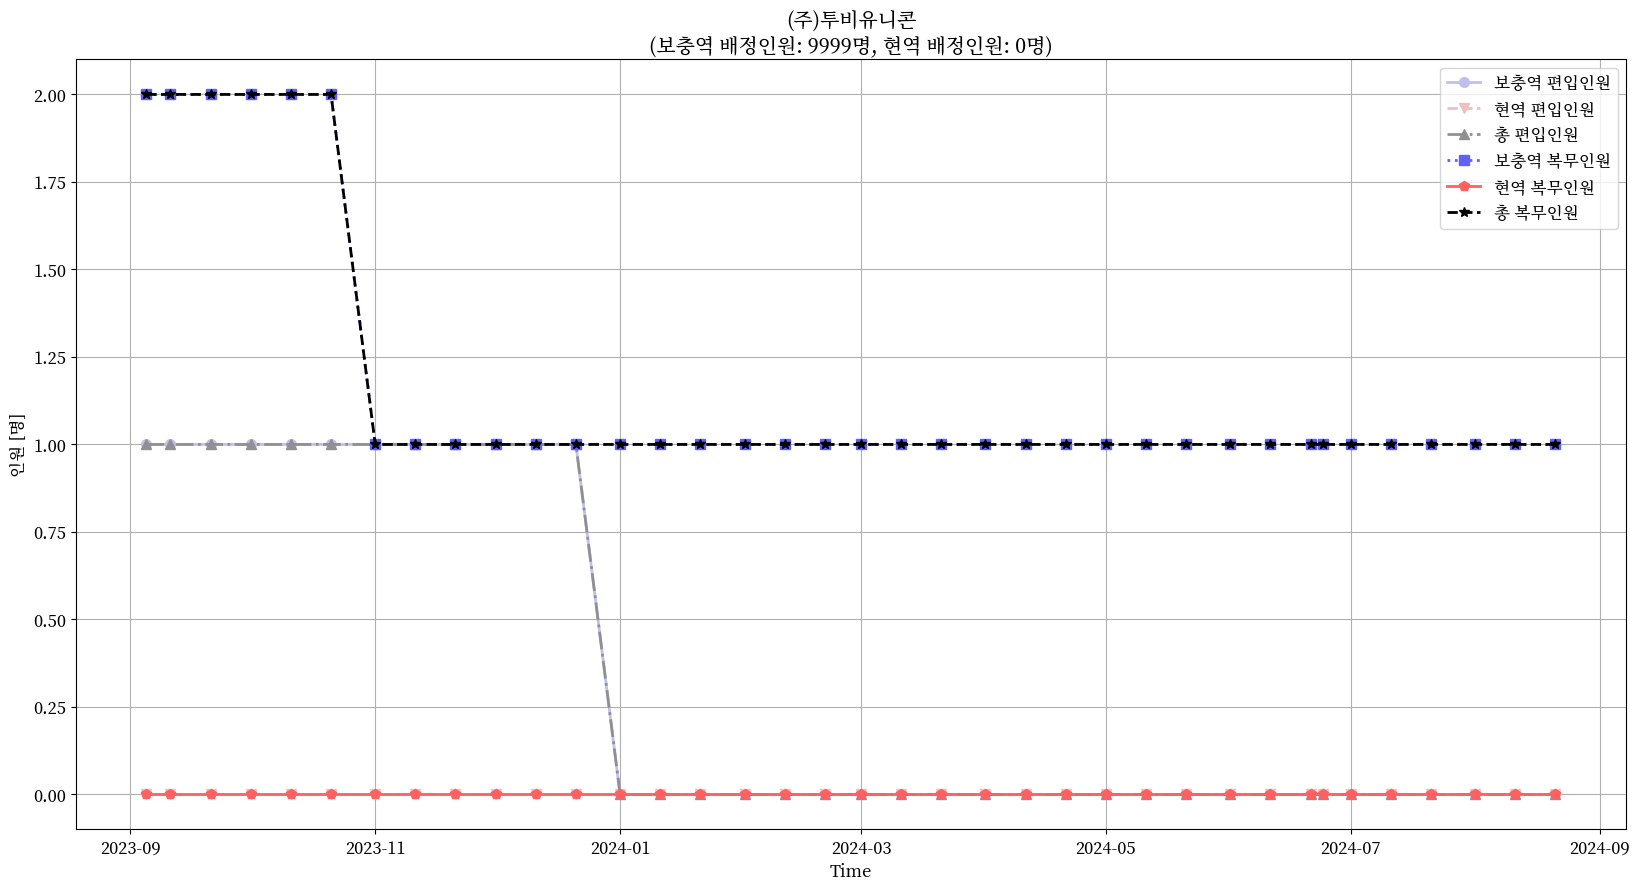 (주)투비유니콘
(보충역 배정인원: 9999명, 현역 배정인원: 0명)
보충역 편입인원
현역 편입인원
총 편입인원
보충역 복무인원
현역 복무인원
총 복무인원
인원 [명]
2.00
1.75
1.50
1.25
1.00
0.75
0.50
0.25
0.00
2023-09
2023-11
2024-01
2024-03
2024-05
2024-07
2024-09
Time